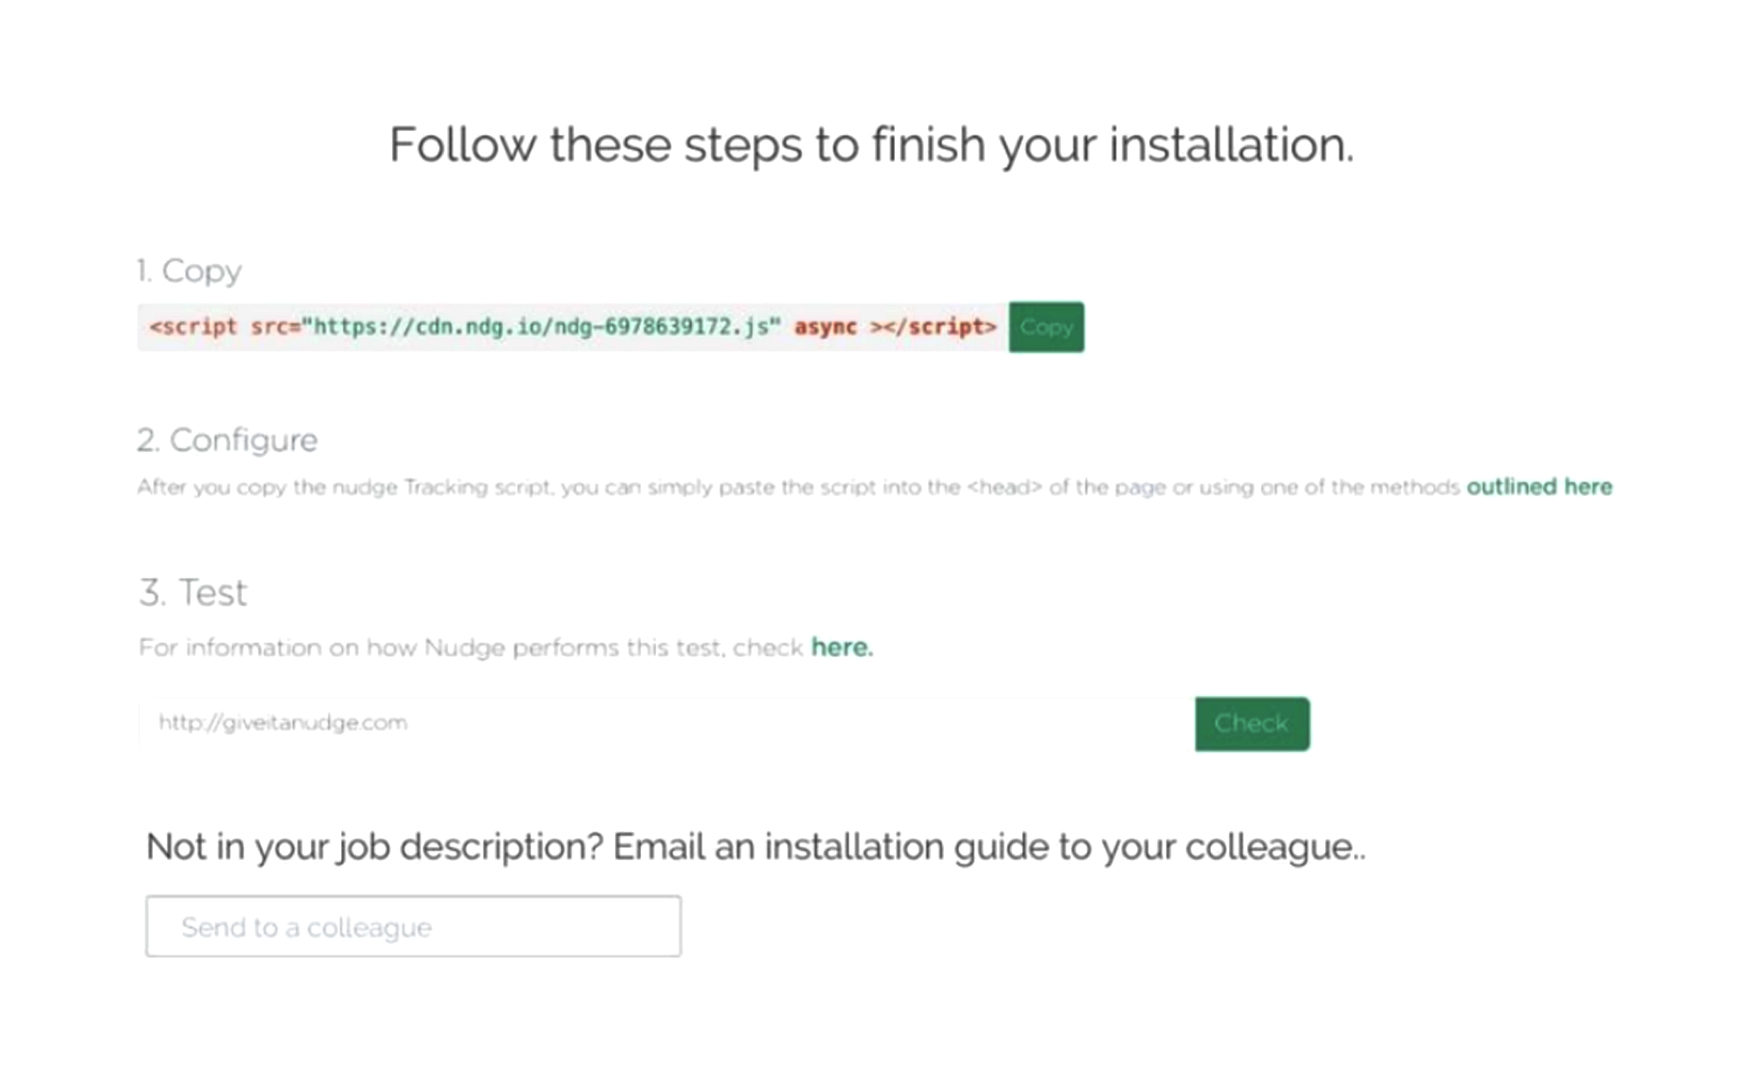 Follow these steps to finish your installation.
1. Copy
<script src="https://cdn.ndg.io/ndg-6978639172.js" async ></script> Copy
2. Configure
After you copy the nudge Tracking script, you can simply paste the script into the <head> of the page or using one of the methods outlined here
3. Test
For information on how Nudge performs this test, check here.
http://giveitanudge.com Check
Not in your job description? Email an installation guide to your colleague..
Send to a colleague